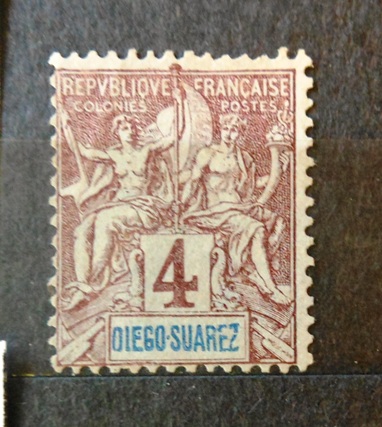 REPVBLIQVE FRANÇAISE
COLONIES POSTES
4
DIEGO-SUAREZ